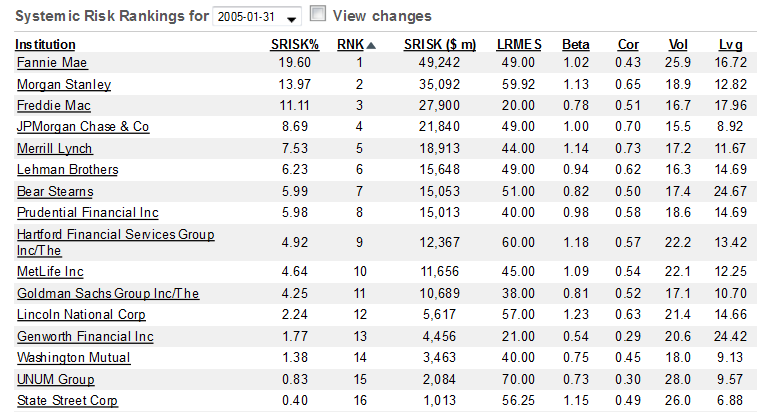 Systemic Risk Rankings for 2005-01-31 View changes
Institution SRISK% RNK SRISK ($ m) LRMES Beta Cor Vol Lvg
Fannie Mae 19.60 1 49,242 49.00 1.02 0.43 25.9 16.72
Morgan Stanley 13.97 2 35,092 59.92 1.13 0.65 18.9 12.82
Freddie Mac 11.11 3 27,900 20.00 0.78 0.51 16.7 17.96
JPMorgan Chase & Co 8.69 4 21,840 49.00 1.00 0.70 15.5 8.92
Merrill Lynch 7.53 5 18,913 44.00 1.14 0.73 17.2 11.67
Lehman Brothers 6.23 6 15,648 49.00 0.94 0.62 16.3 14.69
Bear Stearns 5.99 7 15,053 51.00 0.82 0.50 17.4 24.67
Prudential Financial Inc 5.98 8 15,013 40.00 0.98 0.58 18.6 14.69
Hartford Financial Services Group
Inc/The 4.92 9 12,367 60.00 1.18 0.57 22.2 13.42
MetLife Inc 4.64 10 11,656 45.00 1.09 0.54 22.1 12.25
Goldman Sachs Group Inc/The 4.25 11 10,689 38.00 0.81 0.52 17.1 10.70
Lincoln National Corp 2.24 12 5,617 57.00 1.23 0.63 21.4 14.66
Genworth Financial Inc 1.77 13 4,456 21.00 0.54 0.29 20.6 24.42
Washington Mutual 1.38 14 3,463 40.00 0.75 0.45 18.0 9.13
UNUM Group 0.83 15 2,084 70.00 0.73 0.30 28.0 9.57
State Street Corp 0.40 16 1,013 56.25 1.15 0.49 26.0 6.88